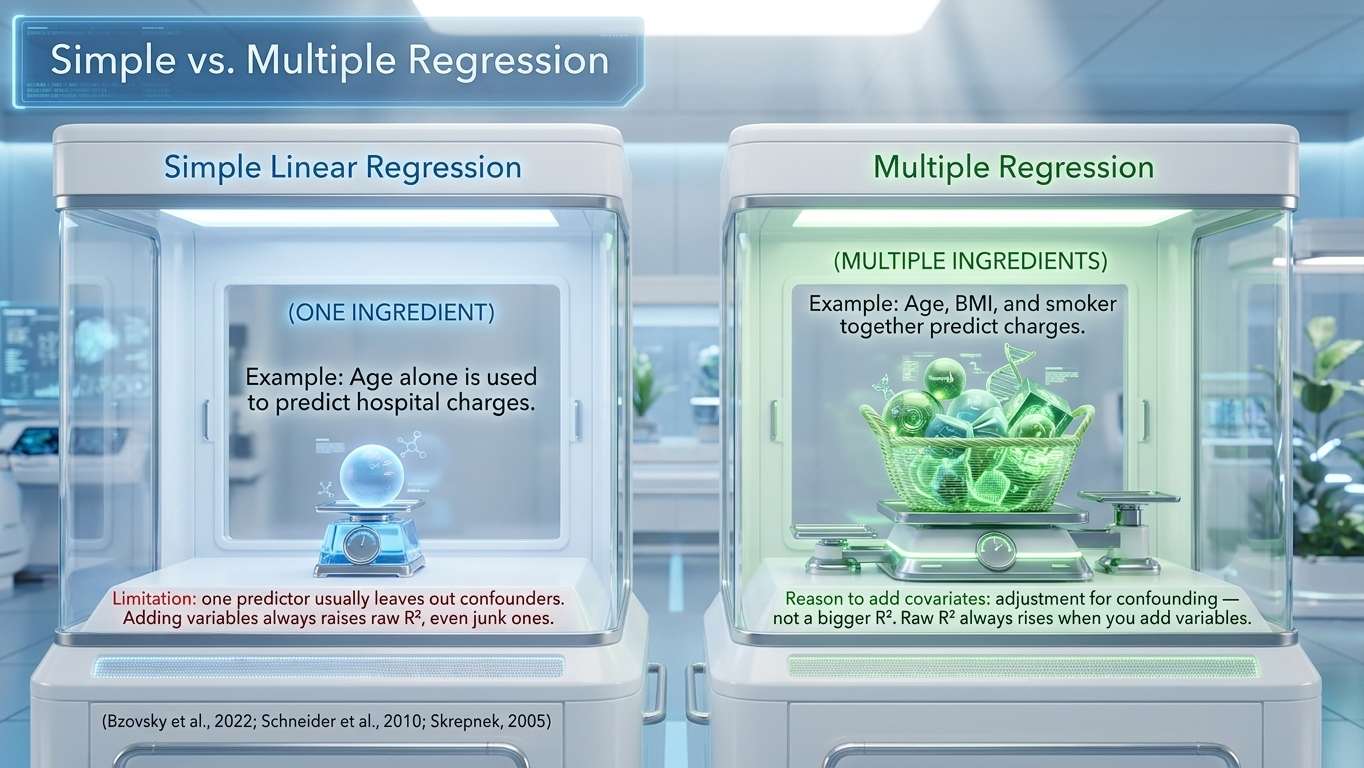 Simple vs. Multiple Regression
Simple Linear Regression
(ONE INGREDIENT)
Example: Age alone is used
to predict hospital charges.
Limitation: one predictor usually leaves out confounders.
Adding variables always raises raw R², even junk ones.
(Bzovsky et al., 2022; Schneider et al., 2010; Skrepnek, 2005)
Multiple Regression
(MULTIPLE INGREDIENTS)
Example: Age, BMI, and smoker
together predict charges.
Reason to add covariates: adjustment for confounding —
not a bigger R². Raw R² always rises when you add variables.